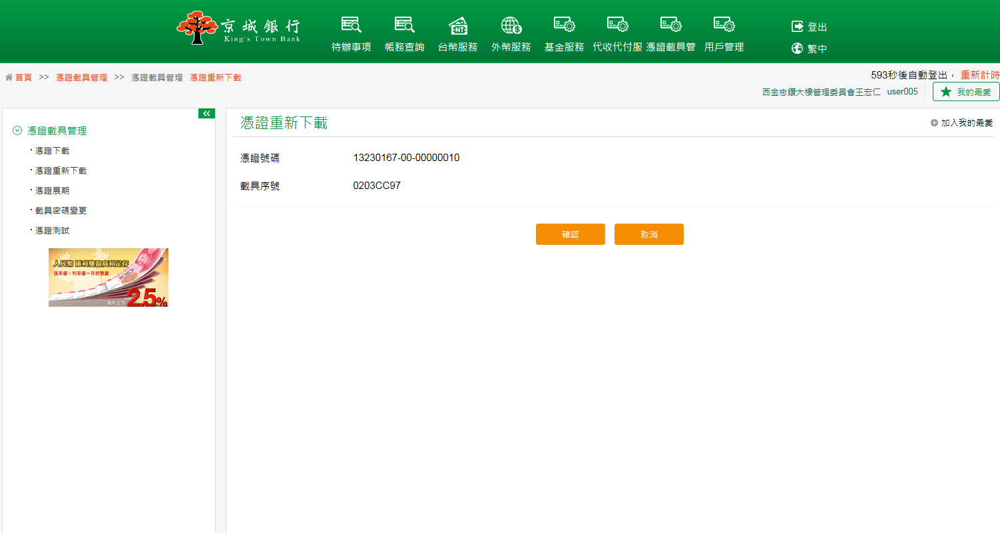 京城銀行
King's Town Bank
待辦事項 帳務查詢 台幣服務 外幣服務 基金服務 代收代付服 憑證載具管 用戶管理
NT
登出
繁中
首頁 >> 憑證載具管理 >> 憑證載具管理 憑證重新下載
593秒後自動登出， 重新計時
西金忠鑽大樓管理委員會王宏仁 user005 我的最愛
憑證載具管理
憑證下載
憑證重新下載
憑證展期
載具密碼變更
憑證測試
人民幣 匯利雙盈高利定存
匯率優+利率優=存款雙贏
高利定存 2.5%
憑證重新下載
加入我的最愛
憑證號碼 13230167-00-00000010
載具序號 0203CC97
確認 取消